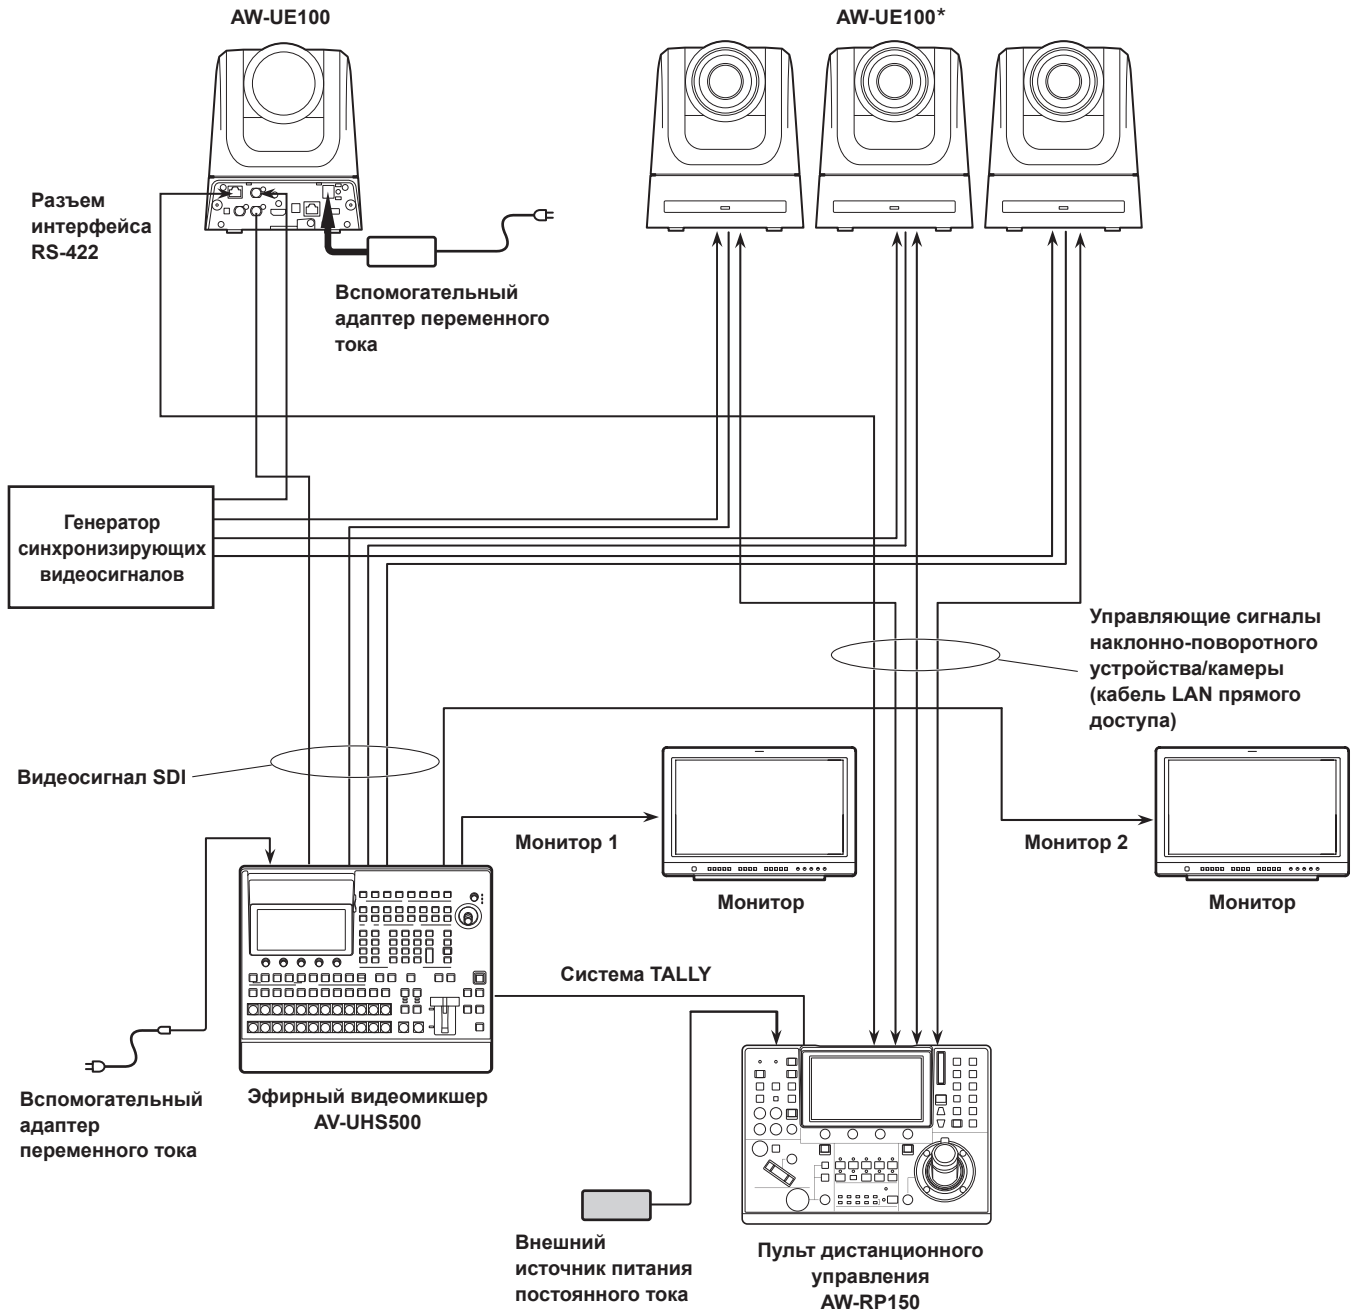 AW-UE100
AW-UE100*
Разъем
интерфейса
RS-422
Вспомогательный
адаптер переменного
тока
Генератор
синхронизирующих
видеосигналов
Управляющие сигналы
наклонно-поворотного
устройства/камеры
(кабель LAN прямого
доступа)
Видеосигнал SDI
Монитор 1
Монитор 2
Монитор
Монитор
Система TALLY
Вспомогательный
адаптер
переменного тока
Эфирный видеомикшер
AV-UHS500
Внешний
источник питания
постоянного тока
Пульт дистанционного
управления
AW-RP150